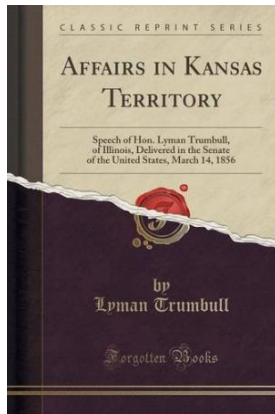 CLASSIC REPRINT SERIES
AFFAIRS IN KANSAS
TERRITORY
Speech of Hon. Lyman Trumbull,
of Illinois, Delivered in the Senate
of the United States, March 14, 1856
by
Lyman Trumbull
Forgotten Books